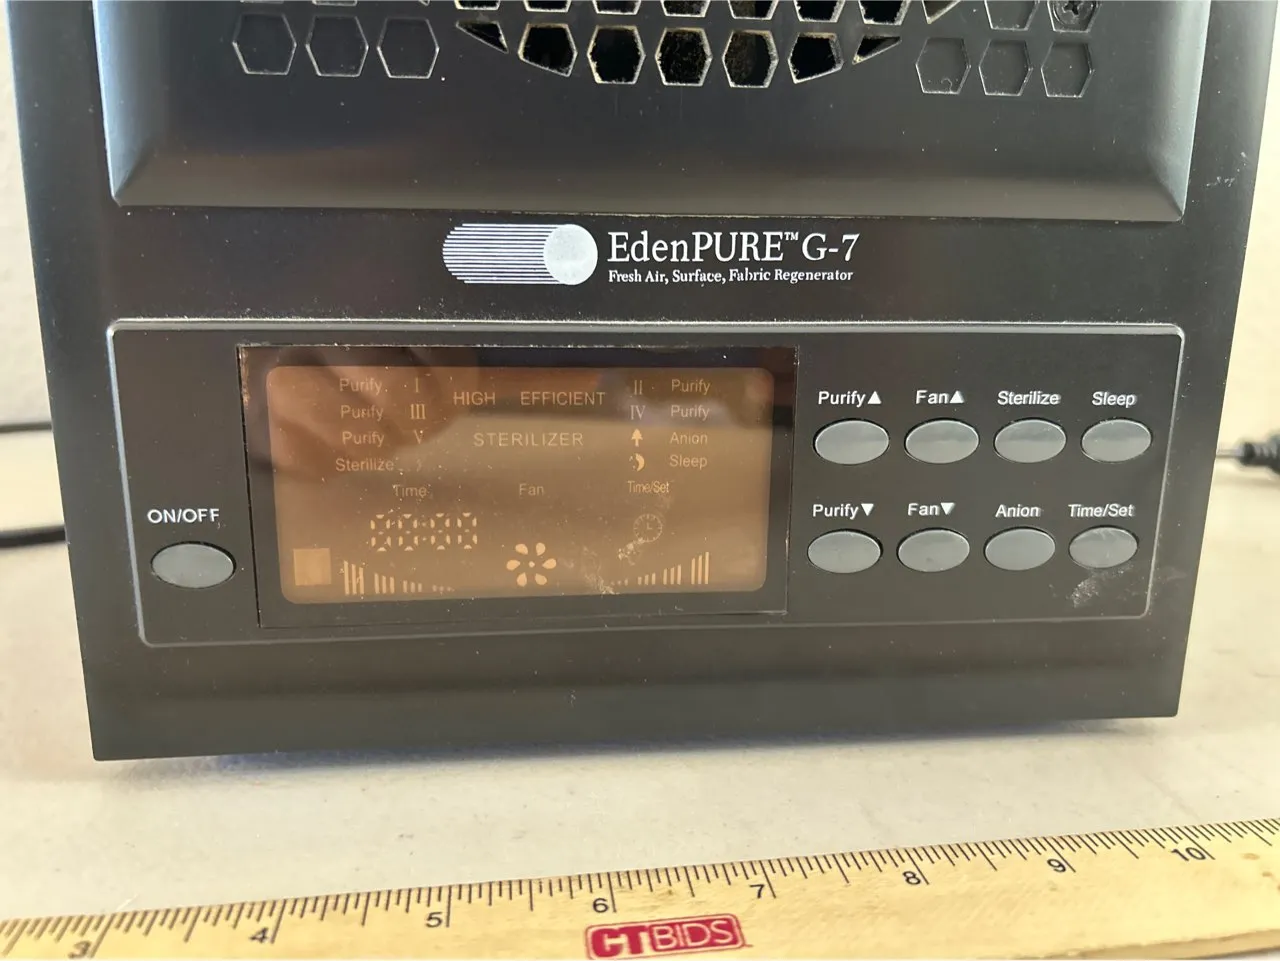 EdenPURE™ G-7
Fresh Air, Surface, Fabric Regenerator
Purify I HIGH EFFICIENT II Purify
Purify III IV Purify
Purify V STERILIZER Anion
Sterilize Sleep
Time Fan Time/Set
ON/OFF
Purify▲ Fan▲ Sterilize Sleep
Purify▼ Fan▼ Anion Time/Set
3 4 5 6 7 8 9 10
CTBIDS